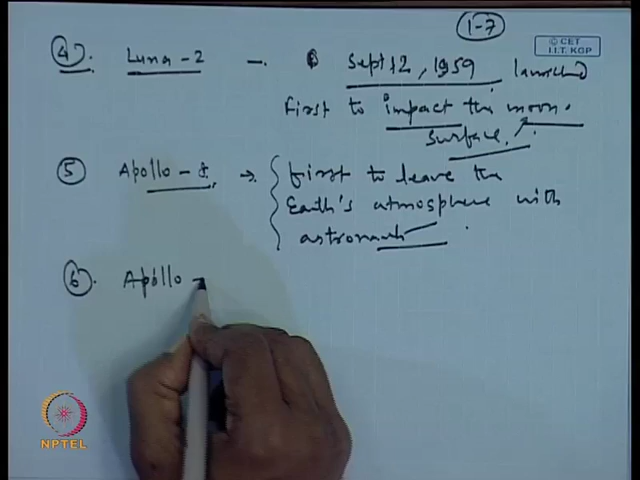 1-7
© CET
I.I.T. KGP
4. Luna-2 — Sept 12, 1959 launched
first to impact the moon.
surface.
5 Apollo - 8. → first to leave the
Earth's atmosphere with
astronauts
6. Apollo -
NPTEL